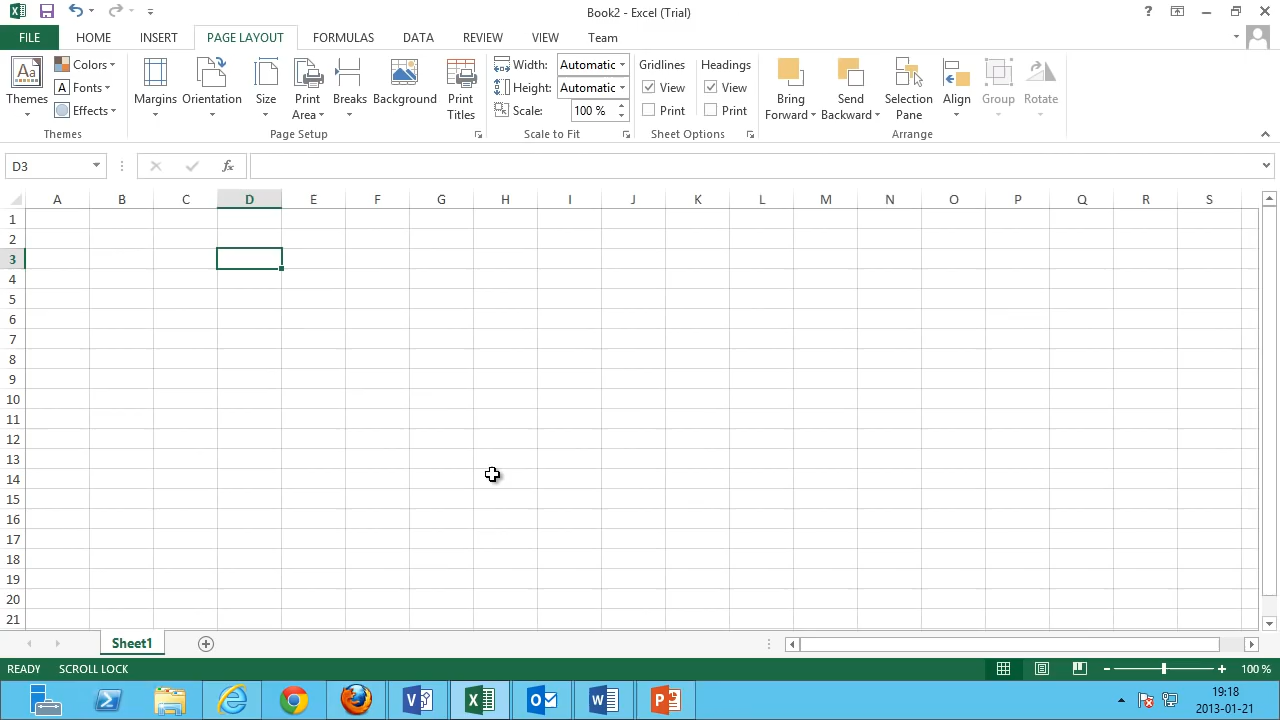 Book2 - Excel (Trial)
FILE HOME INSERT PAGE LAYOUT FORMULAS DATA REVIEW VIEW Team
Themes
Colors
Fonts
Effects
Themes
Margins
Orientation
Size
Print Area
Breaks
Background
Print Titles
Page Setup
Width: Automatic
Height: Automatic
Scale: 100 %
Scale to Fit
Gridlines
View
Print
Headings
View
Print
Sheet Options
Bring Forward
Send Backward
Selection Pane
Align
Group
Rotate
Arrange
D3
fx
A B C D E F G H I J K L M N O P Q R S
1
2
3
4
5
6
7
8
9
10
11
12
13
14
15
16
17
18
19
20
21
Sheet1
READY SCROLL LOCK 100 %
19:18
2013-01-21